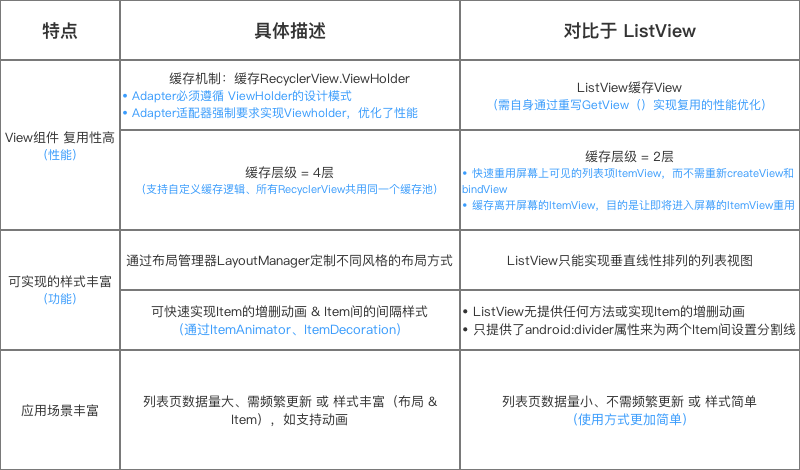 特点
具体描述
对比于 ListView
View组件 复用性高
（性能）
缓存机制：缓存RecyclerView.ViewHolder
• Adapter必须遵循 ViewHolder的设计模式
• Adapter适配器强制要求实现Viewholder，优化了性能
ListView缓存View
（需自身通过重写GetView（）实现复用的性能优化）
缓存层级 = 4层
（支持自定义缓存逻辑、所有RecyclerView共用同一个缓存池）
缓存层级 = 2层
• 快速重用屏幕上可见的列表项ItemView，而不需重新createView和
bindView
• 缓存离开屏幕的ItemView，目的是让即将进入屏幕的ItemView重用
可实现的样式丰富
（功能）
通过布局管理器LayoutManager定制不同风格的布局方式
ListView只能实现垂直线性排列的列表视图
可快速实现Item的增删动画 & Item间的间隔样式
（通过ItemAnimator、ItemDecoration）
• ListView无提供任何方法或实现Item的增删动画
• 只提供了android:divider属性来为两个Item间设置分割线
应用场景丰富
列表页数据量大、需频繁更新 或 样式丰富（布局 &
Item），如支持动画
列表页数据量小、不需频繁更新 或 样式简单
（使用方式更加简单）